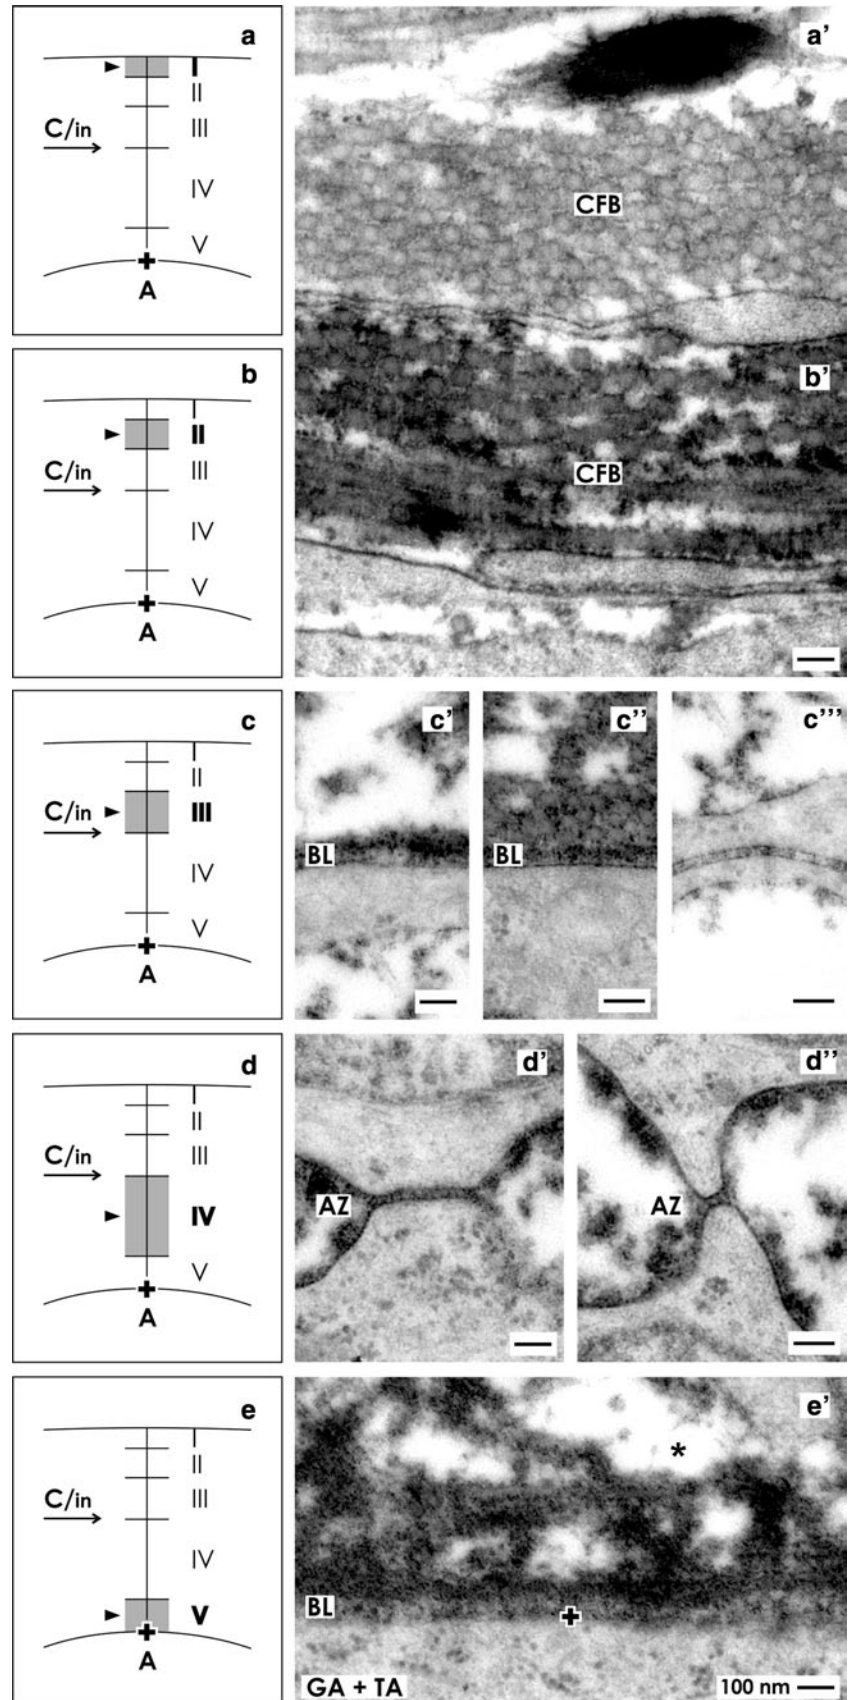 a
I
II
III
C/in
IV
V
+
A
a’
CFB
b
I
II
III
C/in
IV
V
+
A
b’
CFB
c
I
II
III
C/in
IV
V
+
A
c’
BL
c’’
BL
c’’’
d
I
II
III
C/in
IV
V
+
A
d’
AZ
d’’
AZ
e
I
II
III
C/in
IV
V
+
A
e’
*
BL
+
GA + TA
100 nm